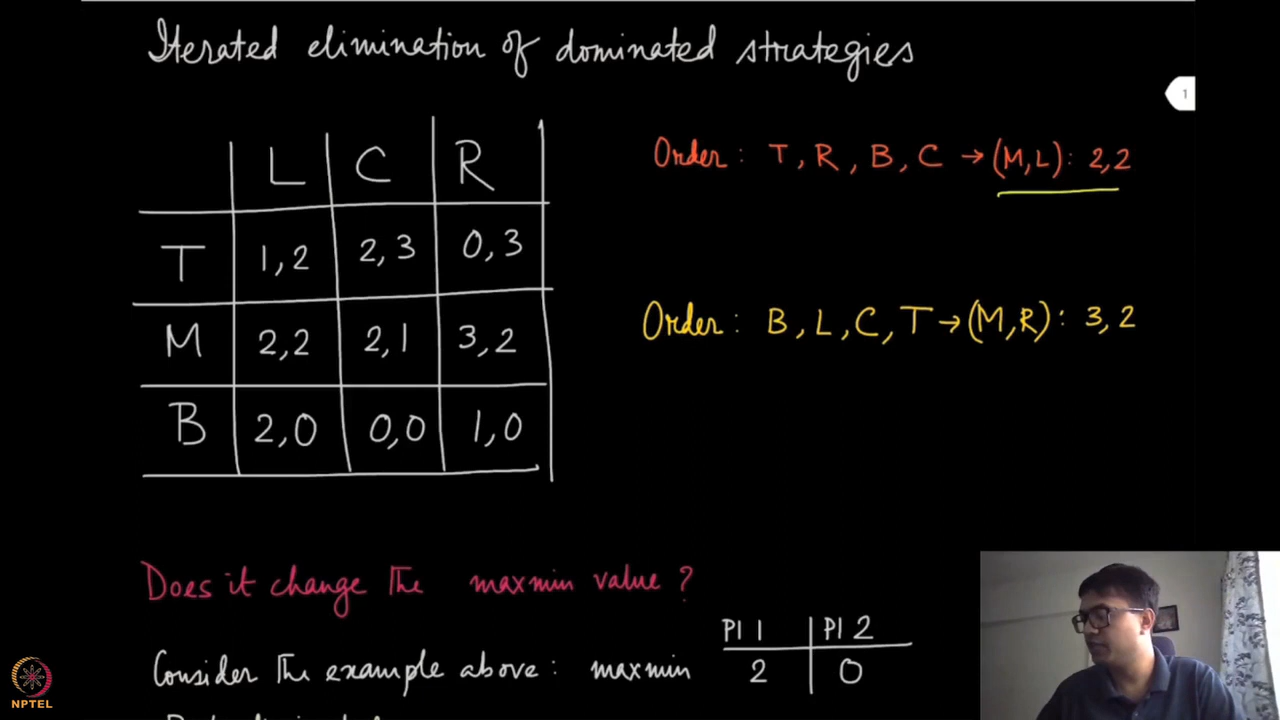 Iterated elimination of dominated strategies
1
L C R
T 1,2 2,3 0,3
M 2,2 2,1 3,2
B 2,0 0,0 1,0
Order: T, R, B, C → (M,L): 2,2
Order: B, L, C, T → (M,R): 3,2
Does it change the maxmin value?
Pl 1 Pl 2
Consider the example above: maxmin 2 0
NPTEL